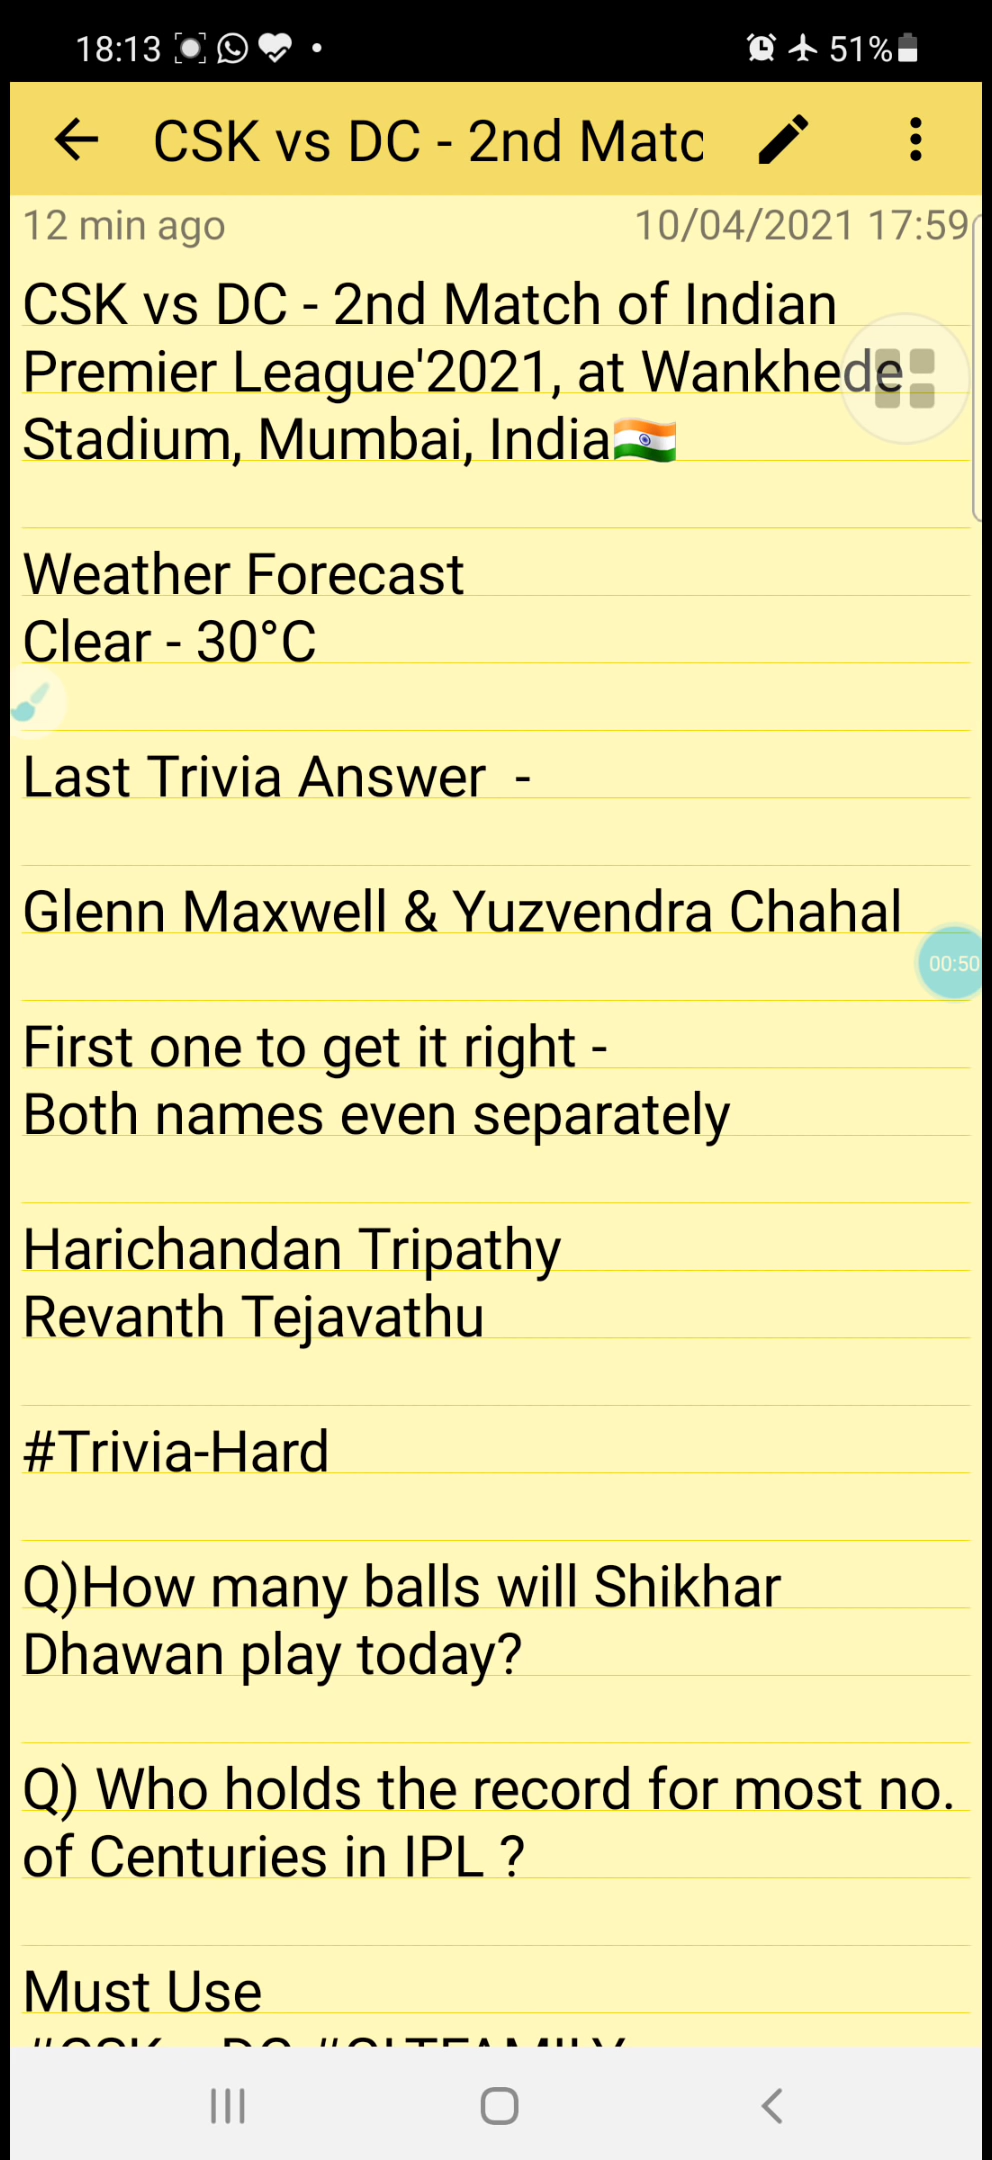 18:13
51%
CSK vs DC - 2nd Matc
12 min ago 10/04/2021 17:59
CSK vs DC - 2nd Match of Indian
Premier League'2021, at Wankhede
Stadium, Mumbai, India🇮🇳
Weather Forecast
Clear - 30°C
Last Trivia Answer -
Glenn Maxwell & Yuzvendra Chahal
00:50
First one to get it right -
Both names even separately
Harichandan Tripathy
Revanth Tejavathu
#Trivia-Hard
Q)How many balls will Shikhar
Dhawan play today?
Q) Who holds the record for most no.
of Centuries in IPL ?
Must Use